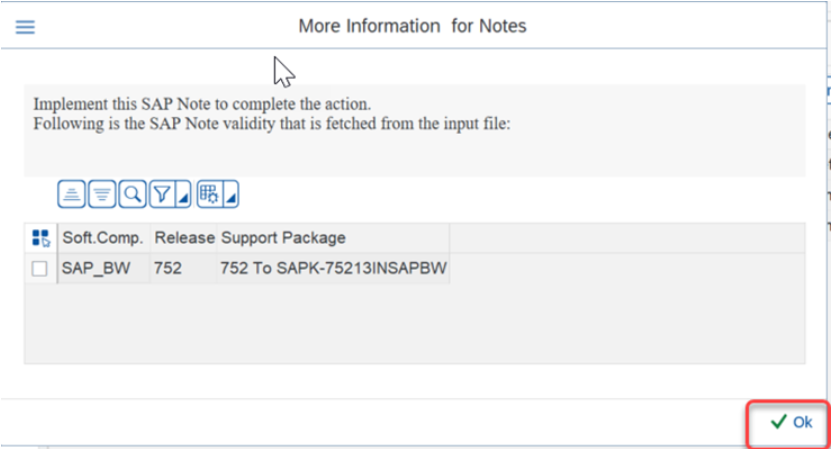 More Information for Notes
Implement this SAP Note to complete the action.
Following is the SAP Note validity that is fetched from the input file:
Soft.Comp. Release Support Package
SAP_BW 752 752 To SAPK-75213INSAPBW
Ok